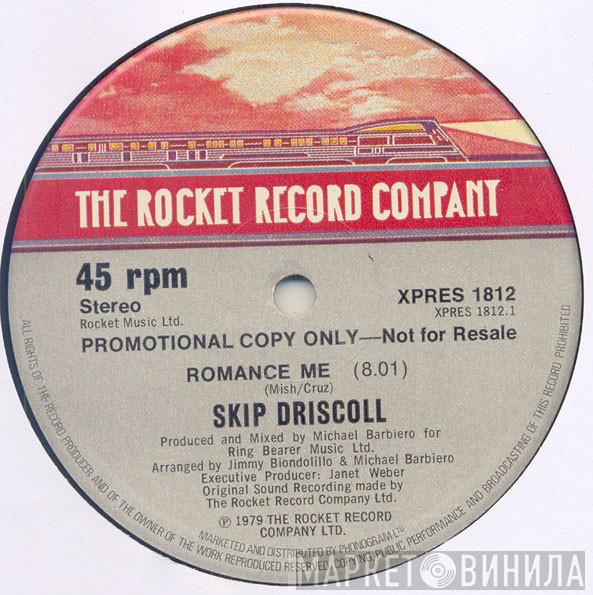 THE ROCKET RECORD COMPANY
45 rpm
Stereo
Rocket Music Ltd.
XPRES 1812
XPRES 1812.1
PROMOTIONAL COPY ONLY—Not for Resale
ROMANCE ME (8.01)
(Mish/Cruz)
SKIP DRISCOLL
Produced and Mixed by Michael Barbiero for
Ring Bearer Music Ltd.
Arranged by Jimmy Biondolillo & Michael Barbiero
Executive Producer: Janet Weber
Original Sound Recording made by
The Rocket Record Company Ltd.
℗ 1979 THE ROCKET RECORD
COMPANY LTD.
MARKETED AND DISTRIBUTED BY PHONOGRAM LTD
ALL RIGHTS OF THE RECORD PRODUCER AND OF THE OWNER OF THE WORK REPRODUCED RESERVED. COPYING, PUBLIC PERFORMANCE AND BROADCASTING OF THIS RECORD PROHIBITED
МАРКЕТ ВИНИЛА